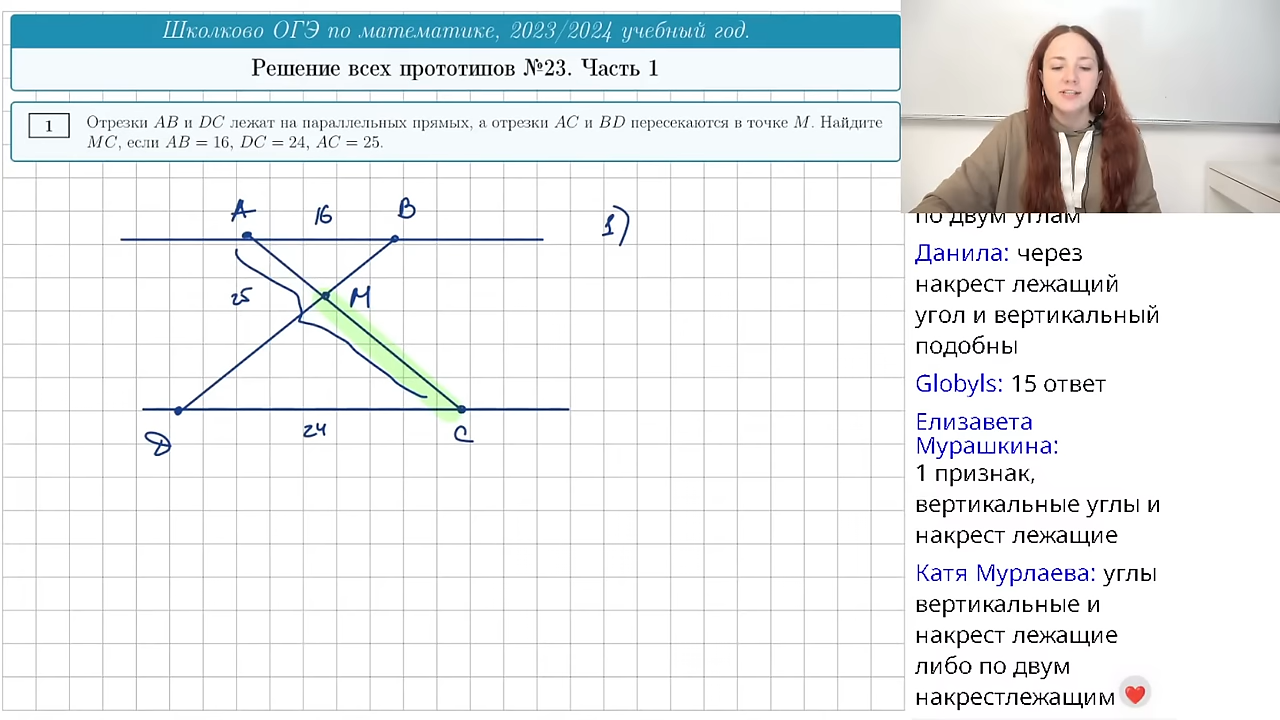 Школково ОГЭ по математике, 2023/2024 учебный год.
Решение всех прототипов №23. Часть 1
1
Отрезки AB и DC лежат на параллельных прямых, а отрезки AC и BD пересекаются в точке M. Найдите
MC, если AB = 16, DC = 24, AC = 25.
A 16 B
1)
25 M
D 24 C
по двум углам
Данила: через
накрест лежащий
угол и вертикальный
подобны
Globyls: 15 ответ
Елизавета
Мурашкина:
1 признак,
вертикальные углы и
накрест лежащие
Катя Мурлаева: углы
вертикальные и
накрест лежащие
либо по двум
накрестлежащим